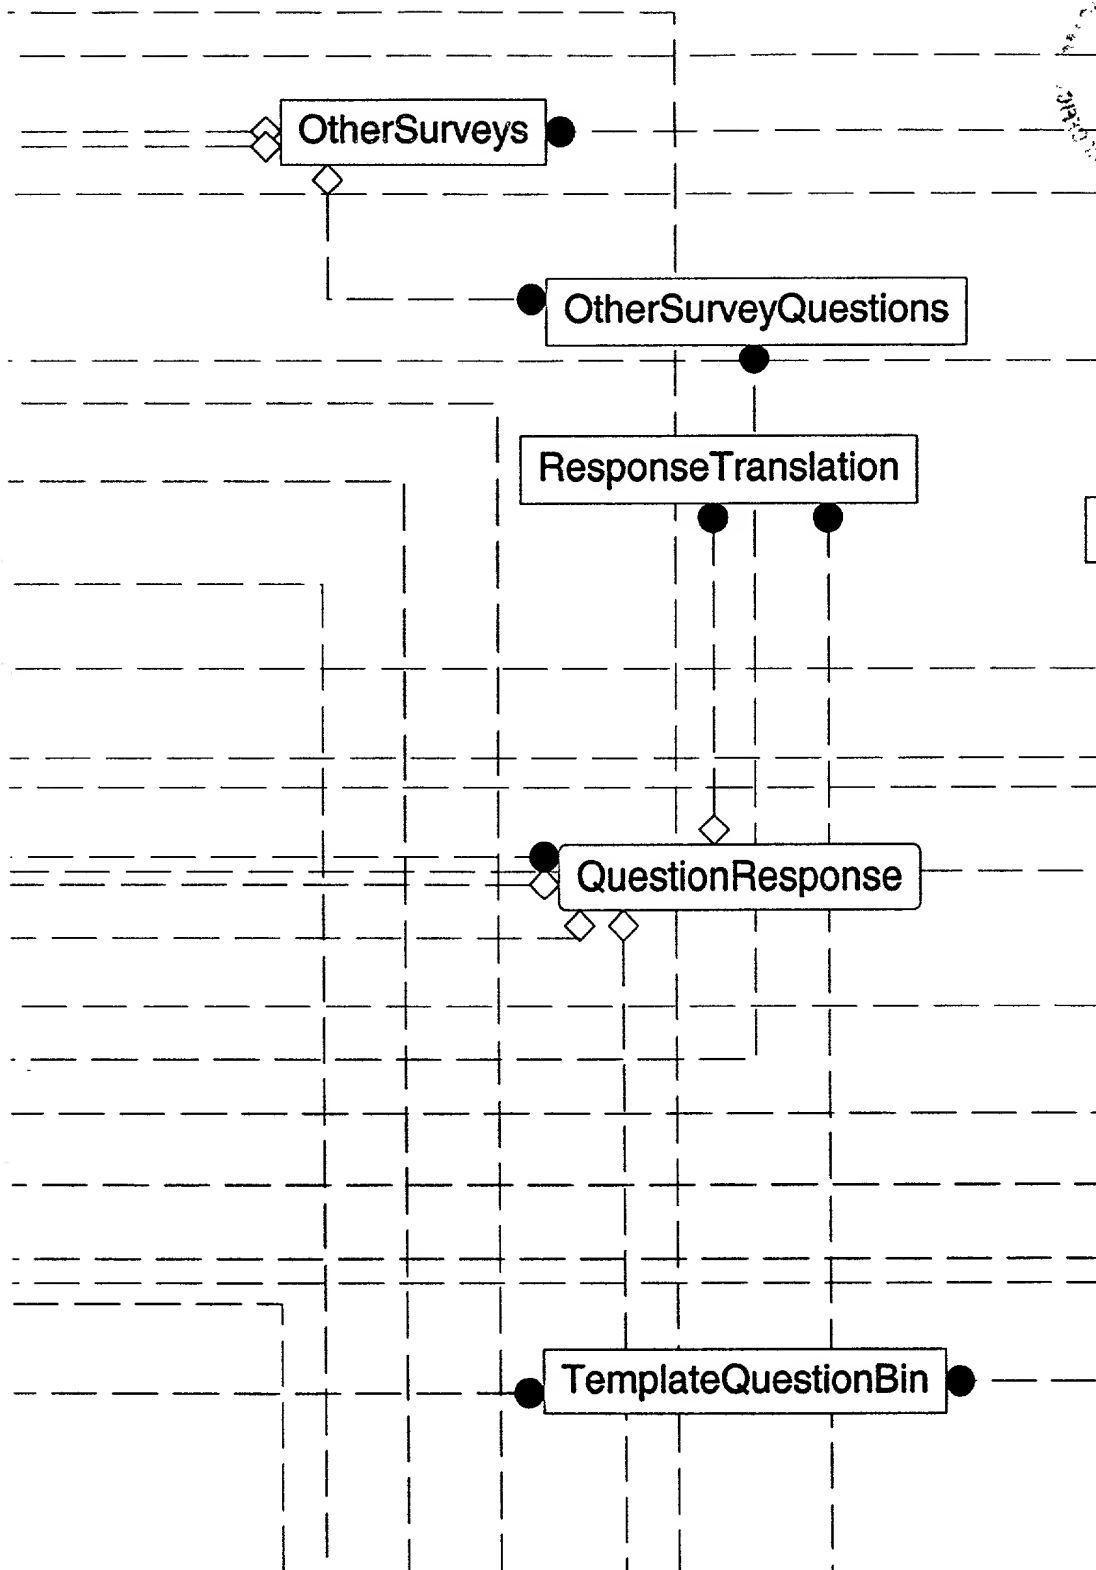 OtherSurveys
OtherSurveyQuestions
ResponseTranslation
QuestionResponse
TemplateQuestionBin